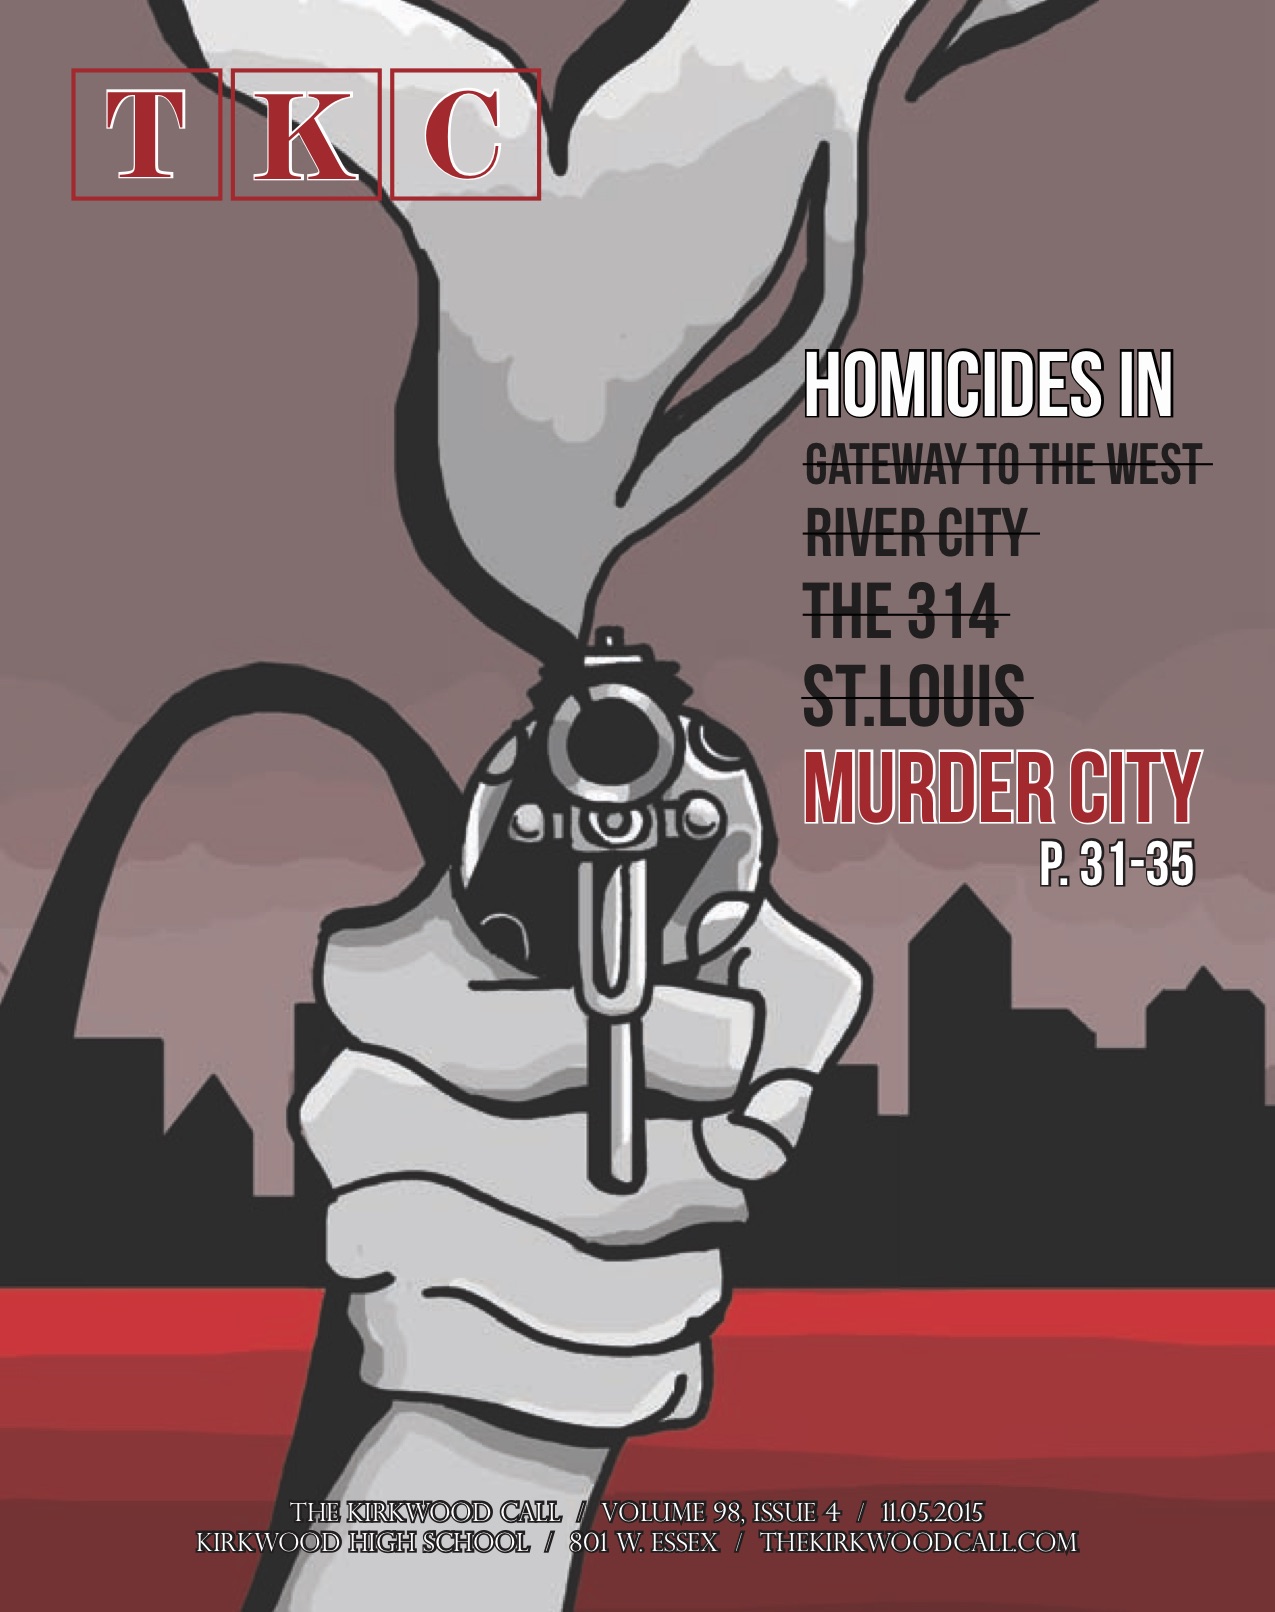 TKC
HOMICIDES IN
GATEWAY TO THE WEST
RIVER CITY
THE 314
ST.LOUIS
MURDER CITY
P. 31-35
THE KIRKWOOD CALL / VOLUME 98, ISSUE 4 / 11.05.2015
KIRKWOOD HIGH SCHOOL / 801 W. ESSEX / THEKIRKWOODCALL.COM